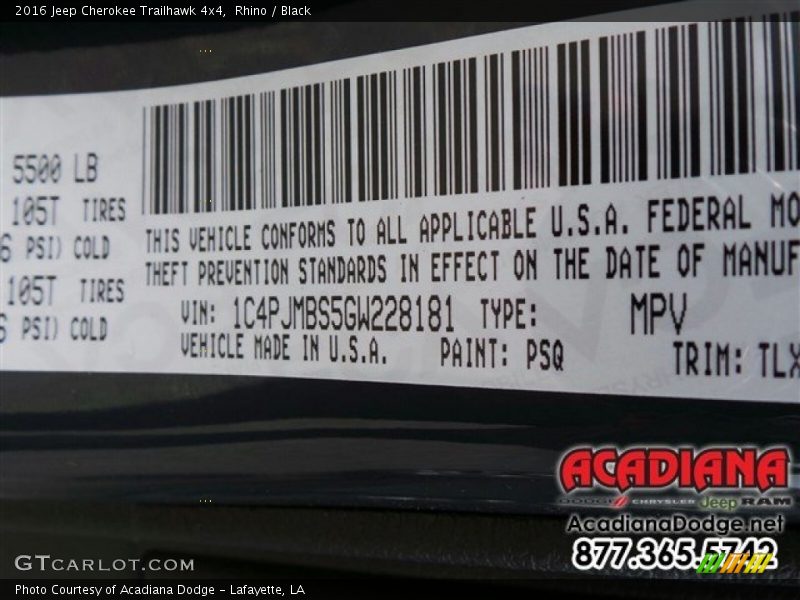 2016 Jeep Cherokee Trailhawk 4x4, Rhino / Black
5500 LB
105T TIRES
6 PSI) COLD
105T TIRES
6 PSI) COLD
THIS VEHICLE CONFORMS TO ALL APPLICABLE U.S.A. FEDERAL MO
THEFT PREVENTION STANDARDS IN EFFECT ON THE DATE OF MANUF
VIN: 1C4PJMBS5GW228181 TYPE: MPV
VEHICLE MADE IN U.S.A. PAINT: PSQ TRIM: TLX
ACADIANA
DODGE CHRYSLER Jeep RAM
AcadianaDodge.net
877.365.5742
GTCARLOT.COM
Photo Courtesy of Acadiana Dodge - Lafayette, LA